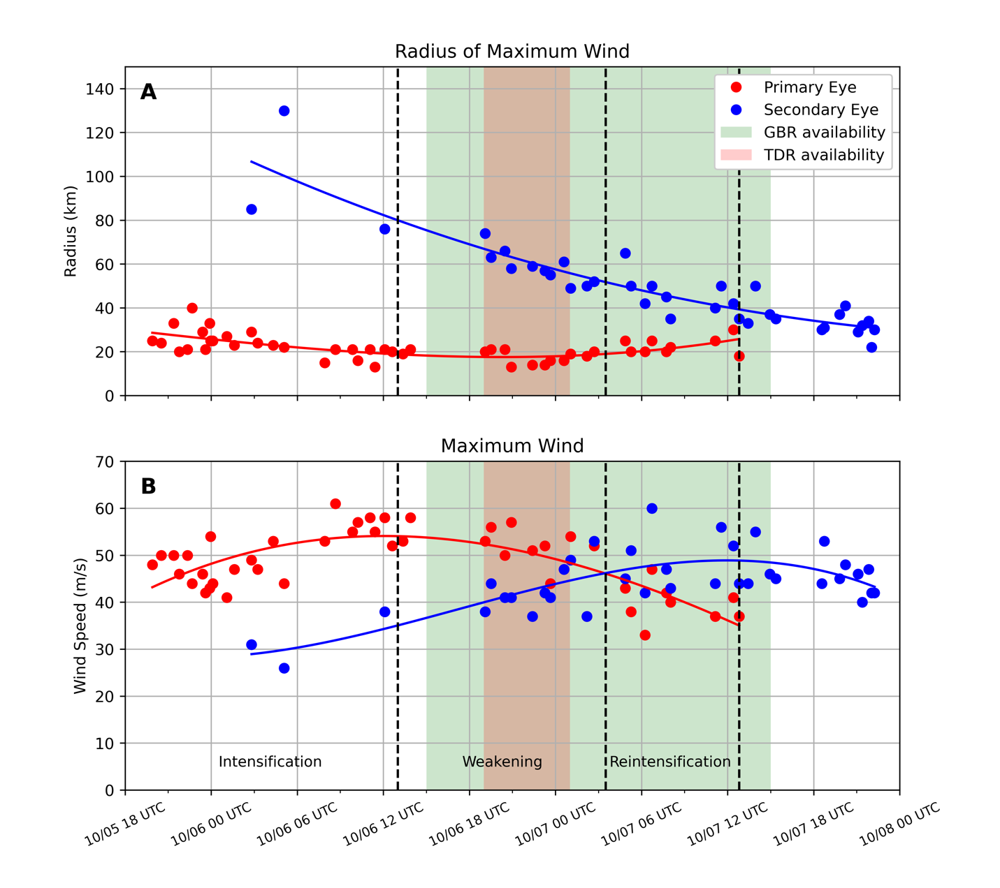 Radius of Maximum Wind
A
140
120
100
80
60
40
20
0
Radius (km)
Primary Eye
Secondary Eye
GBR availability
TDR availability
Maximum Wind
B
70
60
50
40
30
20
10
0
Wind Speed (m/s)
Intensification
Weakening
Reintensification
10/05 18 UTC
10/06 00 UTC
10/06 06 UTC
10/06 12 UTC
10/06 18 UTC
10/07 00 UTC
10/07 06 UTC
10/07 12 UTC
10/07 18 UTC
10/08 00 UTC